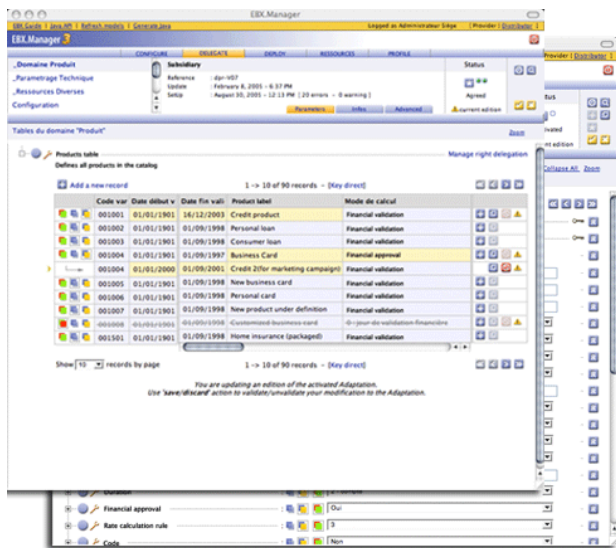 EBX.Manager
EBX Guide | Java API | Refresh models | Generate Java
Logged as Administrateur Siège | Provider | Distributor |
EBX.Manager 3
CONFIGURE DELEGATE DEPLOY RESSOURCES PROFILE
_Domaine Produit
_Parametrage Technique
_Ressources Diverses
Configuration
Subsidiary
Reference : dpr-VG7
Update : February 8, 2005 - 6:37 PM
Setup : August 30, 2005 - 12:15 PM [20 errors - 0 warning]
Parameters Infos Advanced
Status
Agreed
current edition
Tables du domaine "Produit"
Zoom
Products table
Defines all products in the catalog
Manage right delegation
Add a new record
1 -> 10 of 90 records - [Key direct]
Code var Date début v Date fin vali Product label Mode de calcul
001001 01/01/1901 16/12/2003 Credit product Financial validation
001002 01/01/1901 01/09/1998 Personal loan Financial validation
001003 01/01/1901 01/09/1998 Consumer loan Financial validation
001004 01/01/1901 01/09/1997 Business Card Financial approval
001004 01/01/2000 01/09/2001 Credit 2(for marketing campaign) Financial validation
001005 01/01/1901 01/09/1998 New business card Financial validation
001006 01/01/1901 01/09/1998 Personal card Financial validation
001007 01/01/1901 01/09/1998 New product under definition Financial validation
001008 01/01/1901 01/09/1998 Customized business card 0 - jour de validation financière
001501 01/01/1901 01/09/1998 Home insurance (packaged) Financial validation
Show 10 records by page
1 -> 10 of 90 records - [Key direct]
You are updating an edition of the activated Adaptation.
Use 'save/discard' action to validate/unvalidate your modification to the Adaptation.
Provider | Distributor |
Collapse All Zoom
Duration
Financial approval : Oui
Rate calculation rule : 3
Code : Non